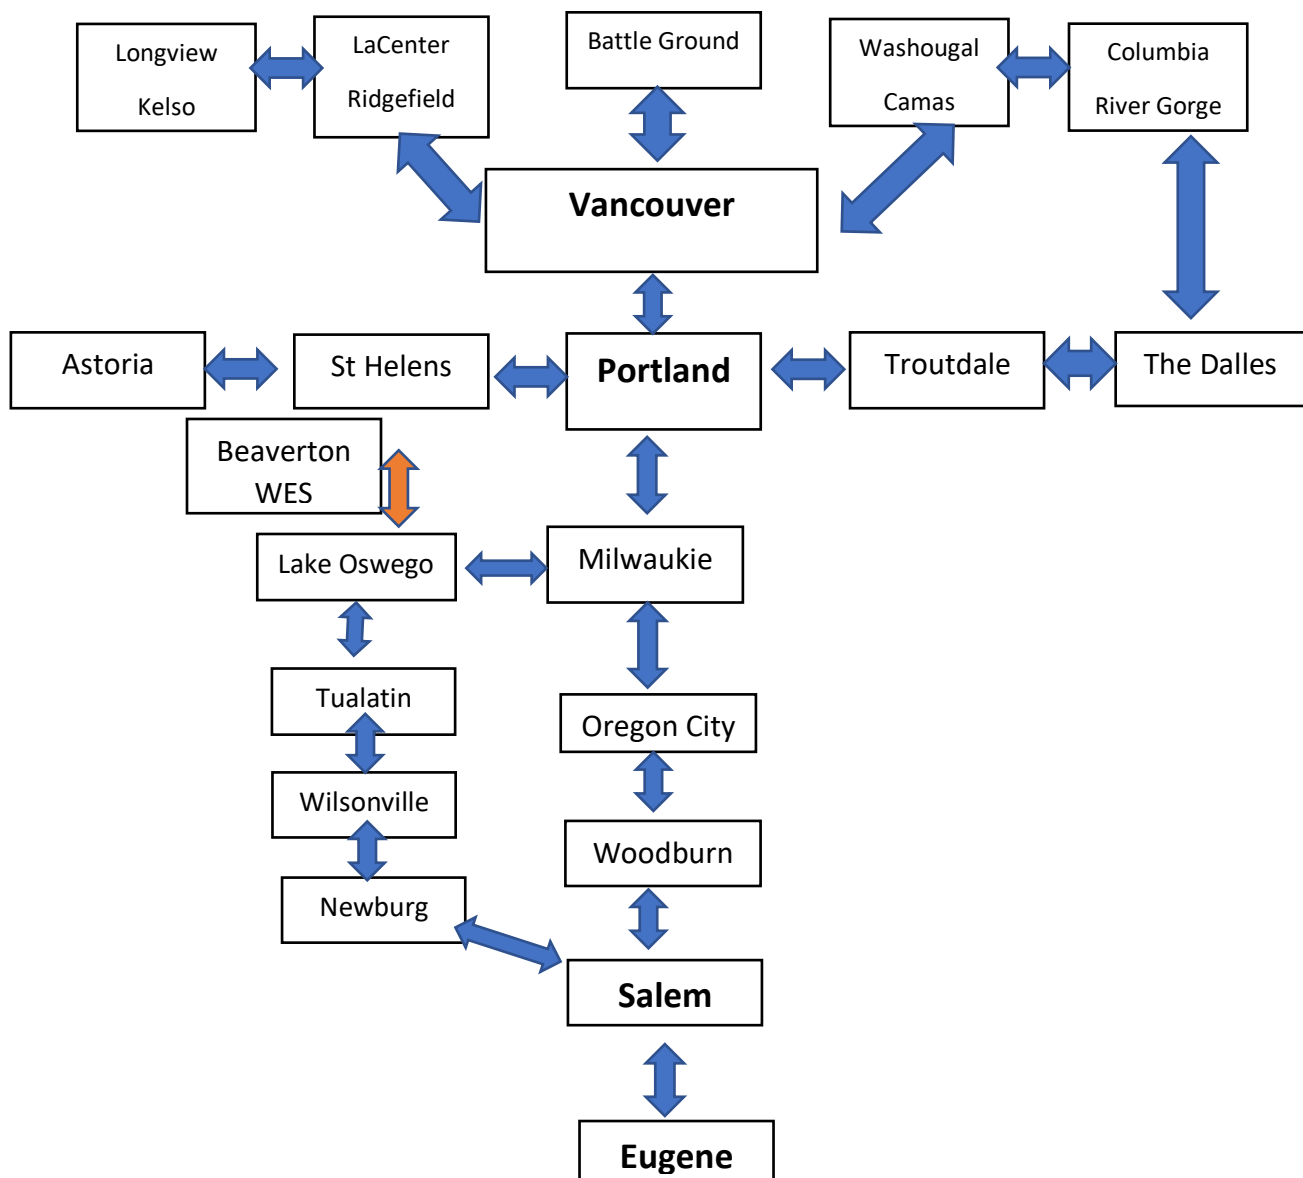 Longview
Kelso
LaCenter
Ridgefield
Battle Ground
Washougal
Camas
Columbia
River Gorge
Vancouver
Astoria
St Helens
Portland
Troutdale
The Dalles
Beaverton
WES
Lake Oswego
Milwaukie
Tualatin
Oregon City
Wilsonville
Woodburn
Newburg
Salem
Eugene